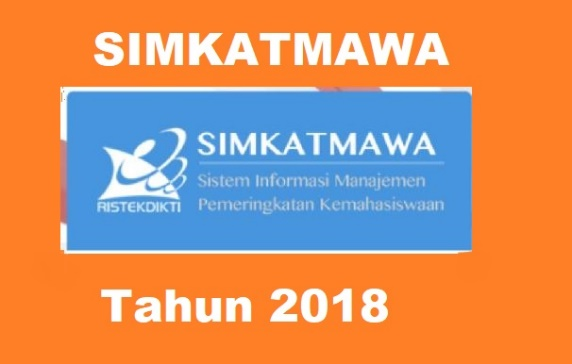 SIMKATMAWA
SIMKATMAWA
Sistem Informasi Manajemen
Pemeringkatan Kemahasiswaan
RISTEKDIKTI
Tahun 2018